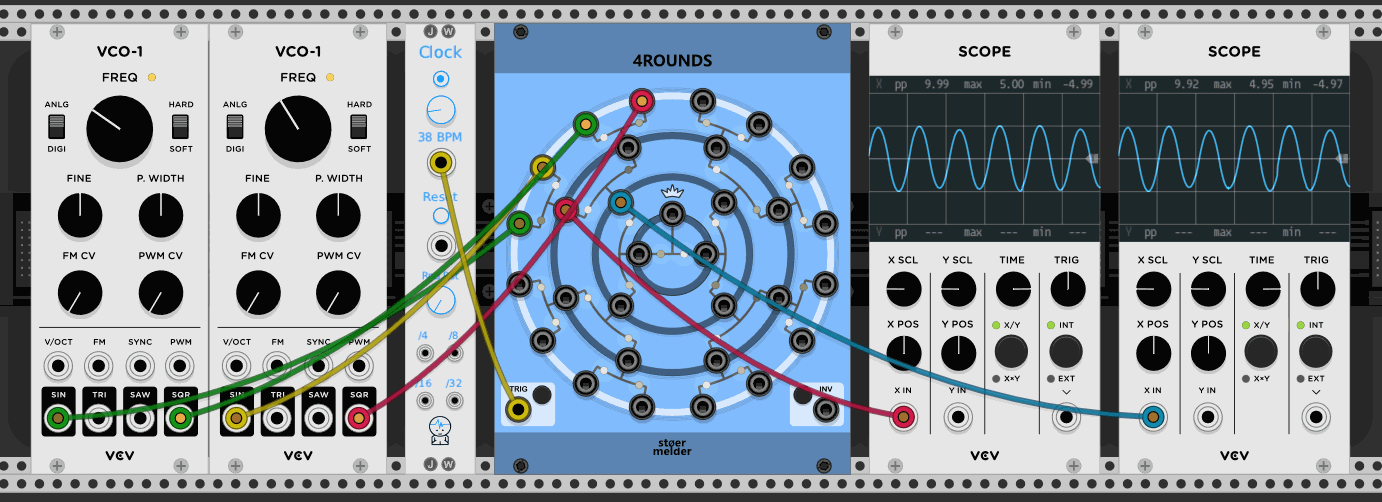 VCO-1
FREQ
ANLG
HARD
DIGI
SOFT
FINE
P. WIDTH
FM CV
PWM CV
V/OCT FM SYNC PWM
SIN TRI SAW SQR
VCV
VCO-1
FREQ
ANLG
HARD
DIGI
SOFT
FINE
P. WIDTH
FM CV
PWM CV
V/OCT FM SYNC PWM
SIN TRI SAW SQR
VCV
J W
Clock
38 BPM
Reset
/4 /8
/16 /32
J W
4ROUNDS
TRIG
INV
støer
melder
SCOPE
X pp 9.99 max 5.00 min -4.99
Y pp --- max --- min ---
X SCL Y SCL TIME TRIG
X POS Y POS X/Y INT
X×Y EXT
X IN Y IN
VCV
SCOPE
X pp 9.92 max 4.95 min -4.97
Y pp --- max --- min ---
X SCL Y SCL TIME TRIG
X POS Y POS X/Y INT
X×Y EXT
X IN Y IN
VCV